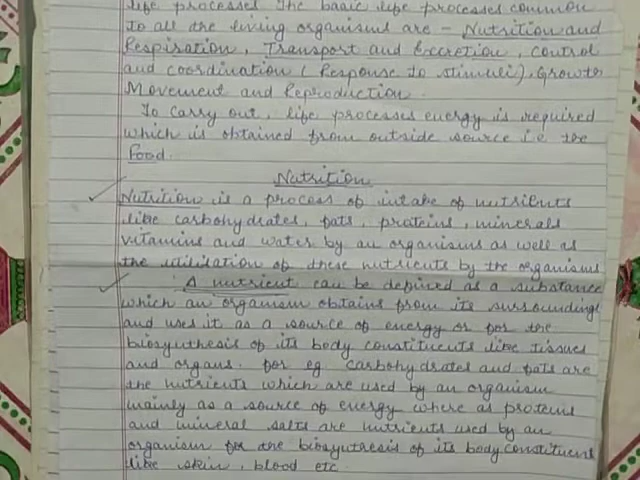 life processes The basic life processes common
to all the living organisms are - Nutrition and
Respiration, Transport and Excretion, control
and coordination (Response to stimuli), Growth
Movement and Reproduction.
To carry out, life processes energy is required
which is obtained from outside source i.e the
food.
Nutrition
Nutrition is a process of intake of nutrients
like carbohydrates, fats, proteins, minerals
vitamins and water by an organisms as well as
the utilisation of these nutrients by the organisms
A nutrient can be defined as a substance
which an organism obtains from its surroundings
and uses it as a source of energy or for the
biosynthesis of its body constituents like tissues
and organs. for eg carbohydrates and fats are
the nutrients which are used by an organism
mainly as a source of energy where as proteins
and mineral salts are nutrients used by an
organism for the biosynthesis of its body constituent
like skin, blood etc.